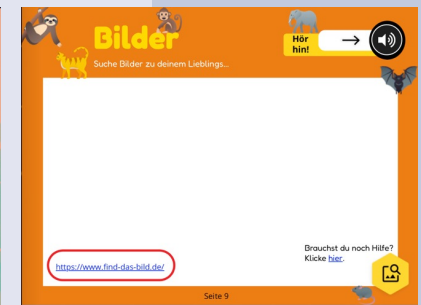 Bilder
Suche Bilder zu deinem Lieblings...
Hör
hin!
https://www.find-das-bild.de/
Brauchst du noch Hilfe?
Klicke hier.
Seite 9